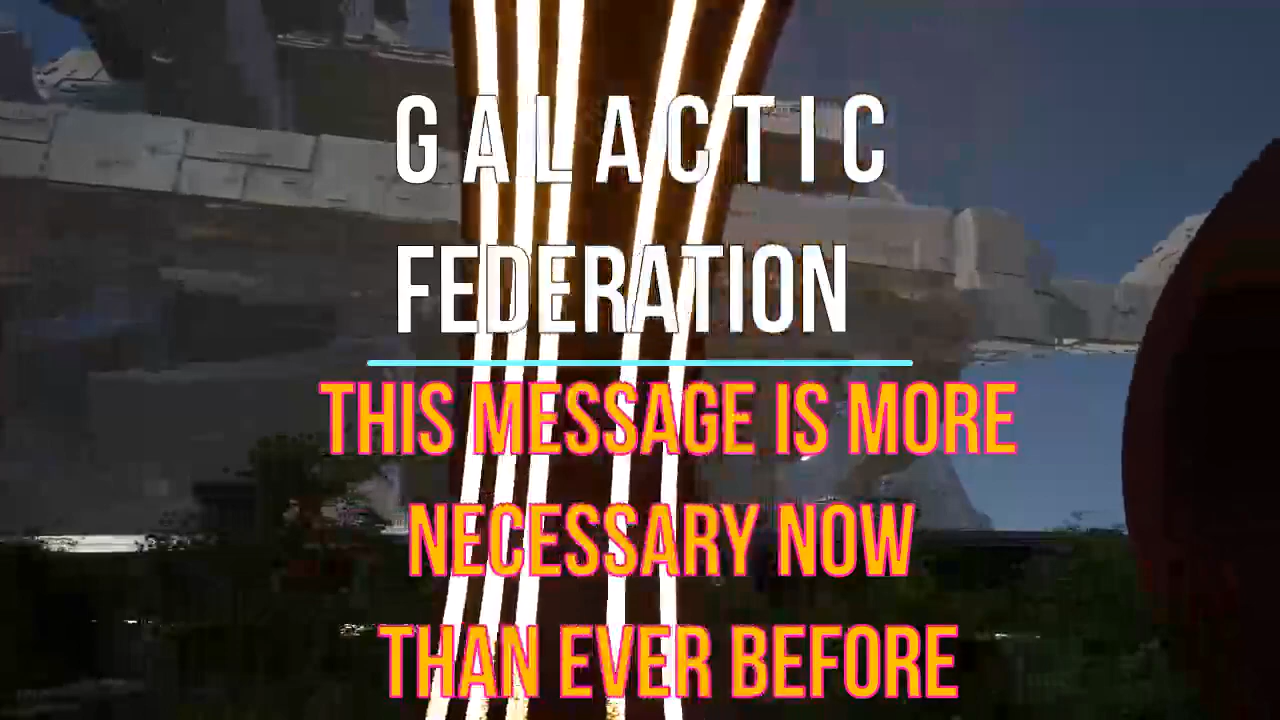 GALACTIC
FEDERATION
THIS MESSAGE IS MORE
NECESSARY NOW
THAN EVER BEFORE